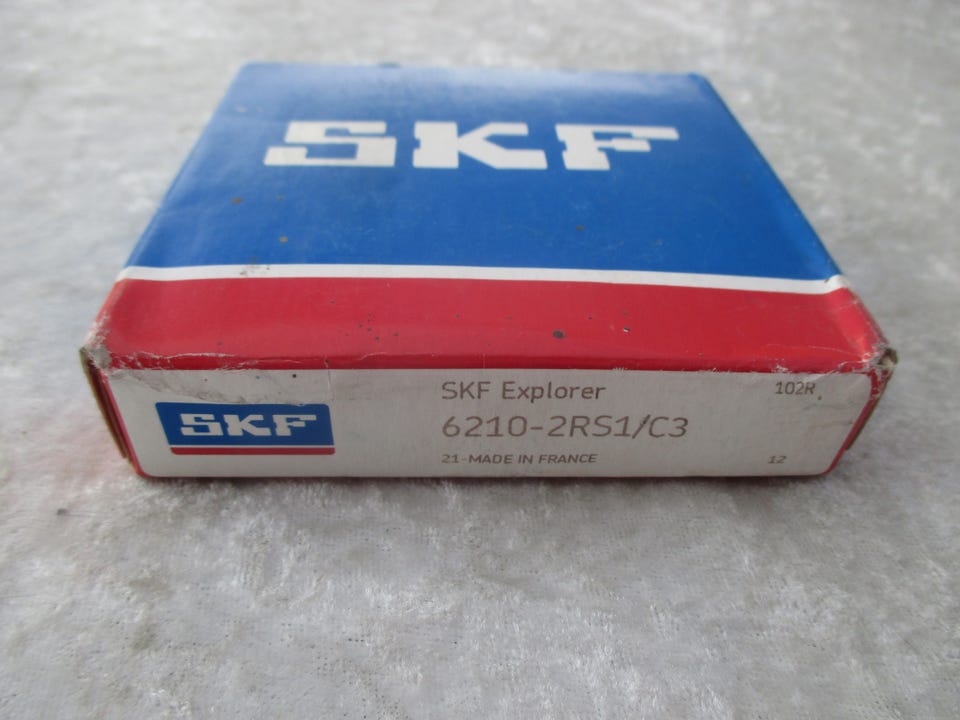 SKF
SKF
SKF Explorer
102R
6210-2RS1/C3
21-MADE IN FRANCE
12